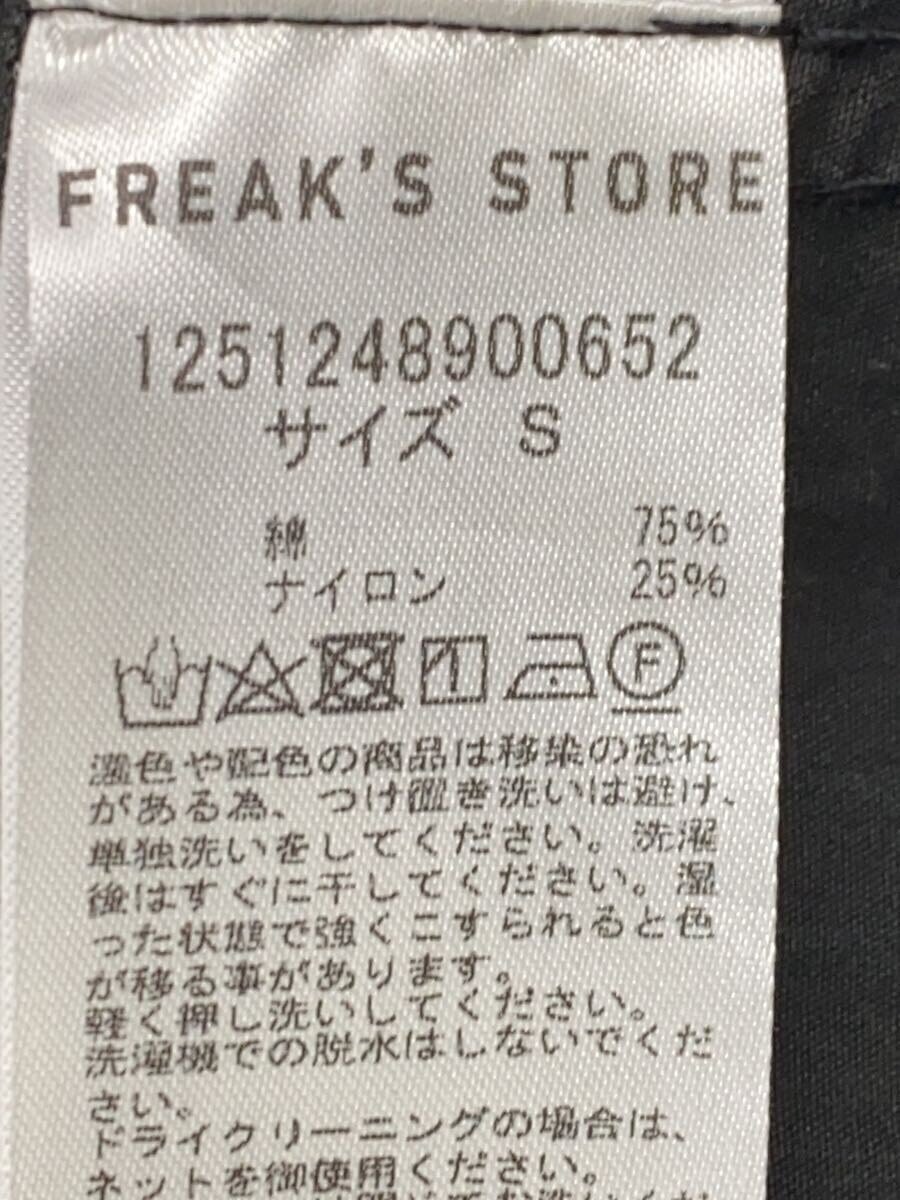 FREAK'S STORE
1251248900652
サイズ S
綿 75%
ナイロン 25%
F
濃色や配色の商品は移染の恐れ
がある為、つけ置き洗いは避け、
単独洗いをしてください。洗濯
後はすぐに干してください。湿
った状態で強くこすられると色
が移る事があります。
軽く押し洗いしてください。
洗濯機での脱水はしないでくだ
さい。
ドライクリーニングの場合は、
ネットを御使用ください。